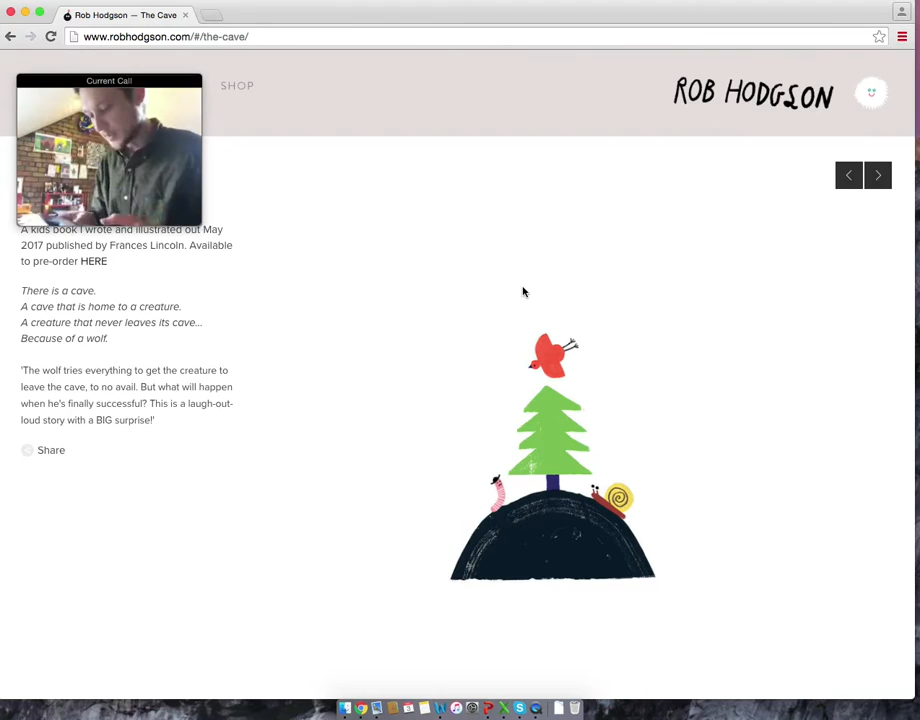 Rob Hodgson — The Cave
www.robhodgson.com/#/the-cave/
Current Call
SHOP
ROB HODGSON
A kids book I wrote and illustrated out May
2017 published by Frances Lincoln. Available
to pre-order HERE
There is a cave.
A cave that is home to a creature.
A creature that never leaves its cave...
Because of a wolf.
'The wolf tries everything to get the creature to
leave the cave, to no avail. But what will happen
when he's finally successful? This is a laugh-out-
loud story with a BIG surprise!'
Share